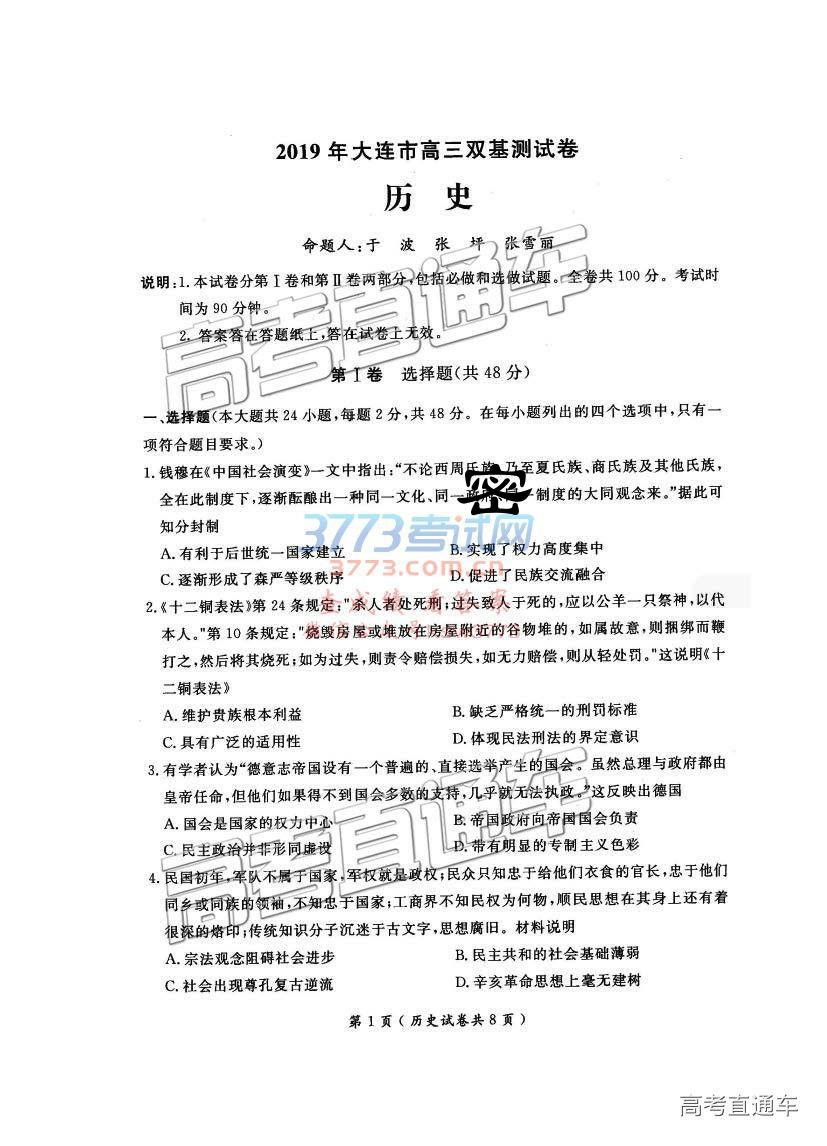 2019年大连市高三双基测试卷
历 史
命题人:于 波 张 坪 张雪丽
说明:1.本试卷分第Ⅰ卷和第Ⅱ卷两部分,包括必做和选做试题。全卷共100分。考试时
间为90分钟。
2. 答案答在答题纸上,答在试卷上无效。
第Ⅰ卷 选择题(共48分)
一、选择题(本大题共24小题,每题2分,共48分。在每小题列出的四个选项中,只有一
项符合题目要求。)
1. 钱穆在《中国社会演变》一文中指出:“不论西周氏族,乃至夏氏族、商氏族及其他氏族,
全在此制度下,逐渐酝酿出一种同一文化、同一 制度的大同观念来。”据此可
密
知分封制
3773考试网
A. 有利于后世统一国家建立
B. 实现了权力高度集中
3773.com.cn
C. 逐渐形成了森严等级秩序
D. 促进了民族交流融合
查成绩 看答案
2.《十二铜表法》第24条规定:"杀人者处死刑;过失致人于死的,应以公羊一只祭神,以代
本人。"第10条规定:"烧毁房屋或堆放在房屋附近的谷物堆的,如属故意,则捆绑而鞭
打之,然后将其烧死;如为过失,则责令赔偿损失,如无力赔偿,则从轻处罚。"这说明《十
二铜表法》
A. 维护贵族根本利益
B. 缺乏严格统一的刑罚标准
C. 具有广泛的适用性
D. 体现民法刑法的界定意识
3. 有学者认为“德意志帝国设有一个普遍的、直接选举产生的国会。虽然总理与政府都由
皇帝任命,但他们如果得不到国会多数的支持,几乎就无法执政。”这反映出德国
A. 国会是国家的权力中心
B. 帝国政府向帝国国会负责
C. 民主政治并非形同虚设
D. 带有明显的专制主义色彩
4. 民国初年,军队不属于国家,军权就是政权;民众只知忠于给他们衣食的官长,忠于他们
同乡或同族的领袖,不知忠于国家;工商界不知民权为何物,顺民思想在其身上还有着
很深的烙印;传统知识分子沉迷于古文字,思想腐旧。材料说明
A. 宗法观念阻碍社会进步
B. 民主共和的社会基础薄弱
C. 社会出现尊孔复古逆流
D. 辛亥革命思想上毫无建树
第1页(历史试卷共8页)
高考直通车
高考直通车
高考直通车